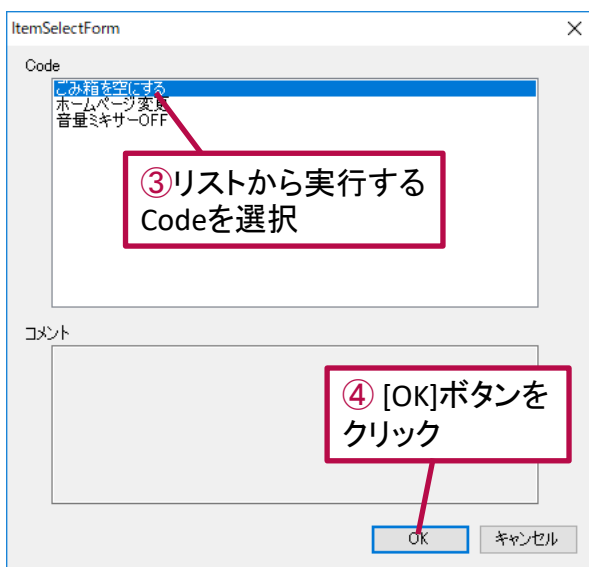 ItemSelectForm
Code
ごみ箱を空にする
ホームページ変更
音量ミキサーOFF
③リストから実行する
Codeを選択
コメント
④ [OK]ボタンを
クリック
OK
キャンセル